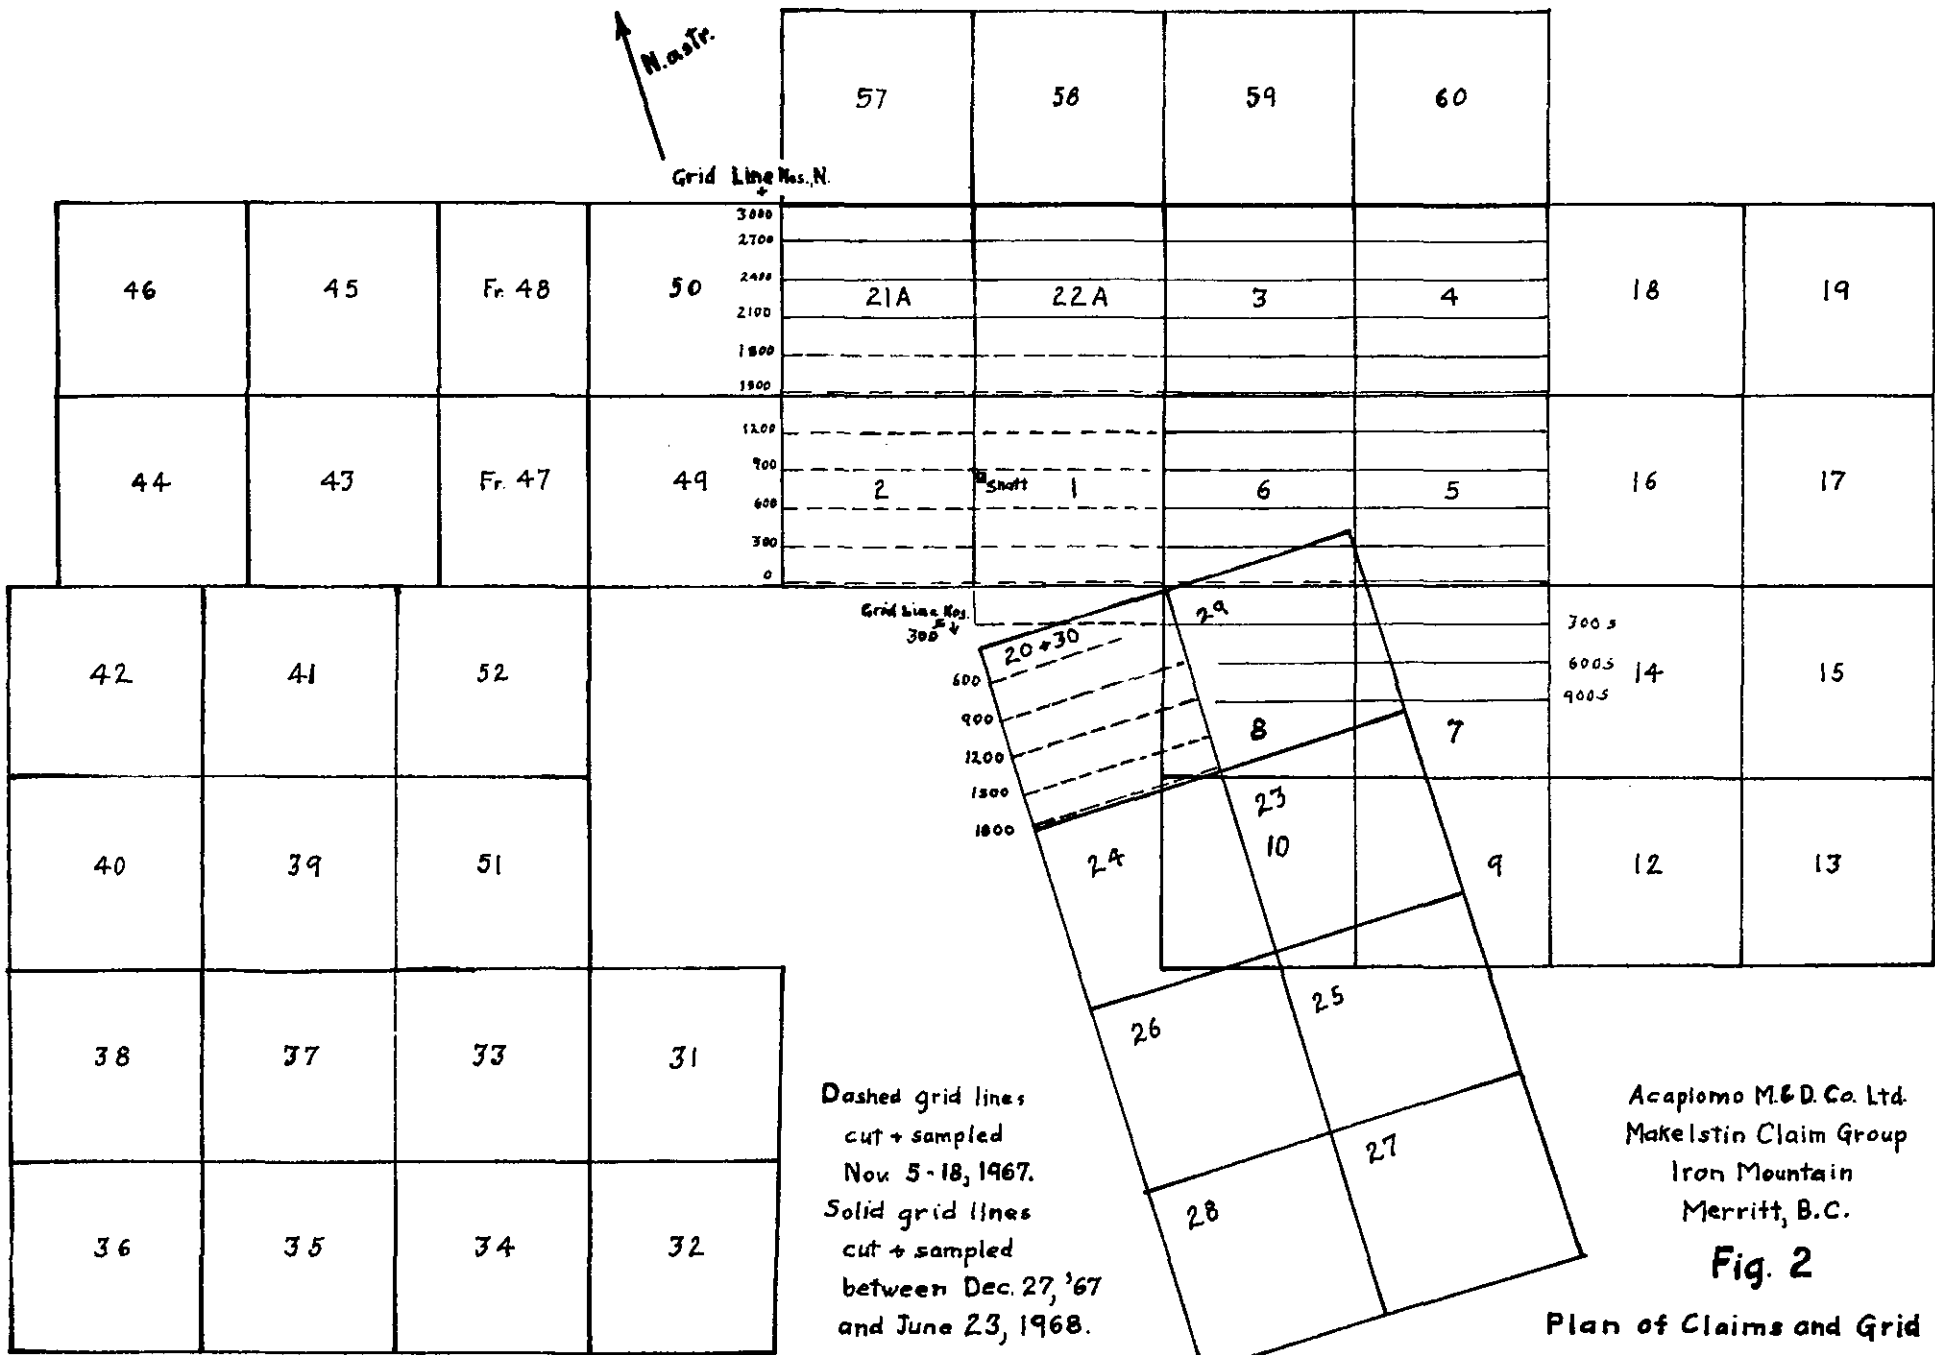 N. astr.
57 58 59 60
Grid Line Nos., N.
3000
2700
2400
2100
1800
1500
1200
900
600
300
0
46 45 Fr. 48 50 21A 22A 3 4 18 19
44 43 Fr. 47 49 2 Shaft 1 6 5 16 17
Grid Line Nos.
300 S
20+30
29
300 S
600 S
900 S
42 41 52 14 15
600
900
1200
1500
1800
8 7
23
10
40 39 51 24 9 12 13
38 37 33 31 26 25
36 35 34 32 28 27
Dashed grid lines
cut + sampled
Nov. 5-18, 1967.
Solid grid lines
cut + sampled
between Dec. 27, '67
and June 23, 1968.
Acaplomo M.& D. Co. Ltd.
Makelstin Claim Group
Iron Mountain
Merritt, B.C.
Fig. 2
Plan of Claims and Grid